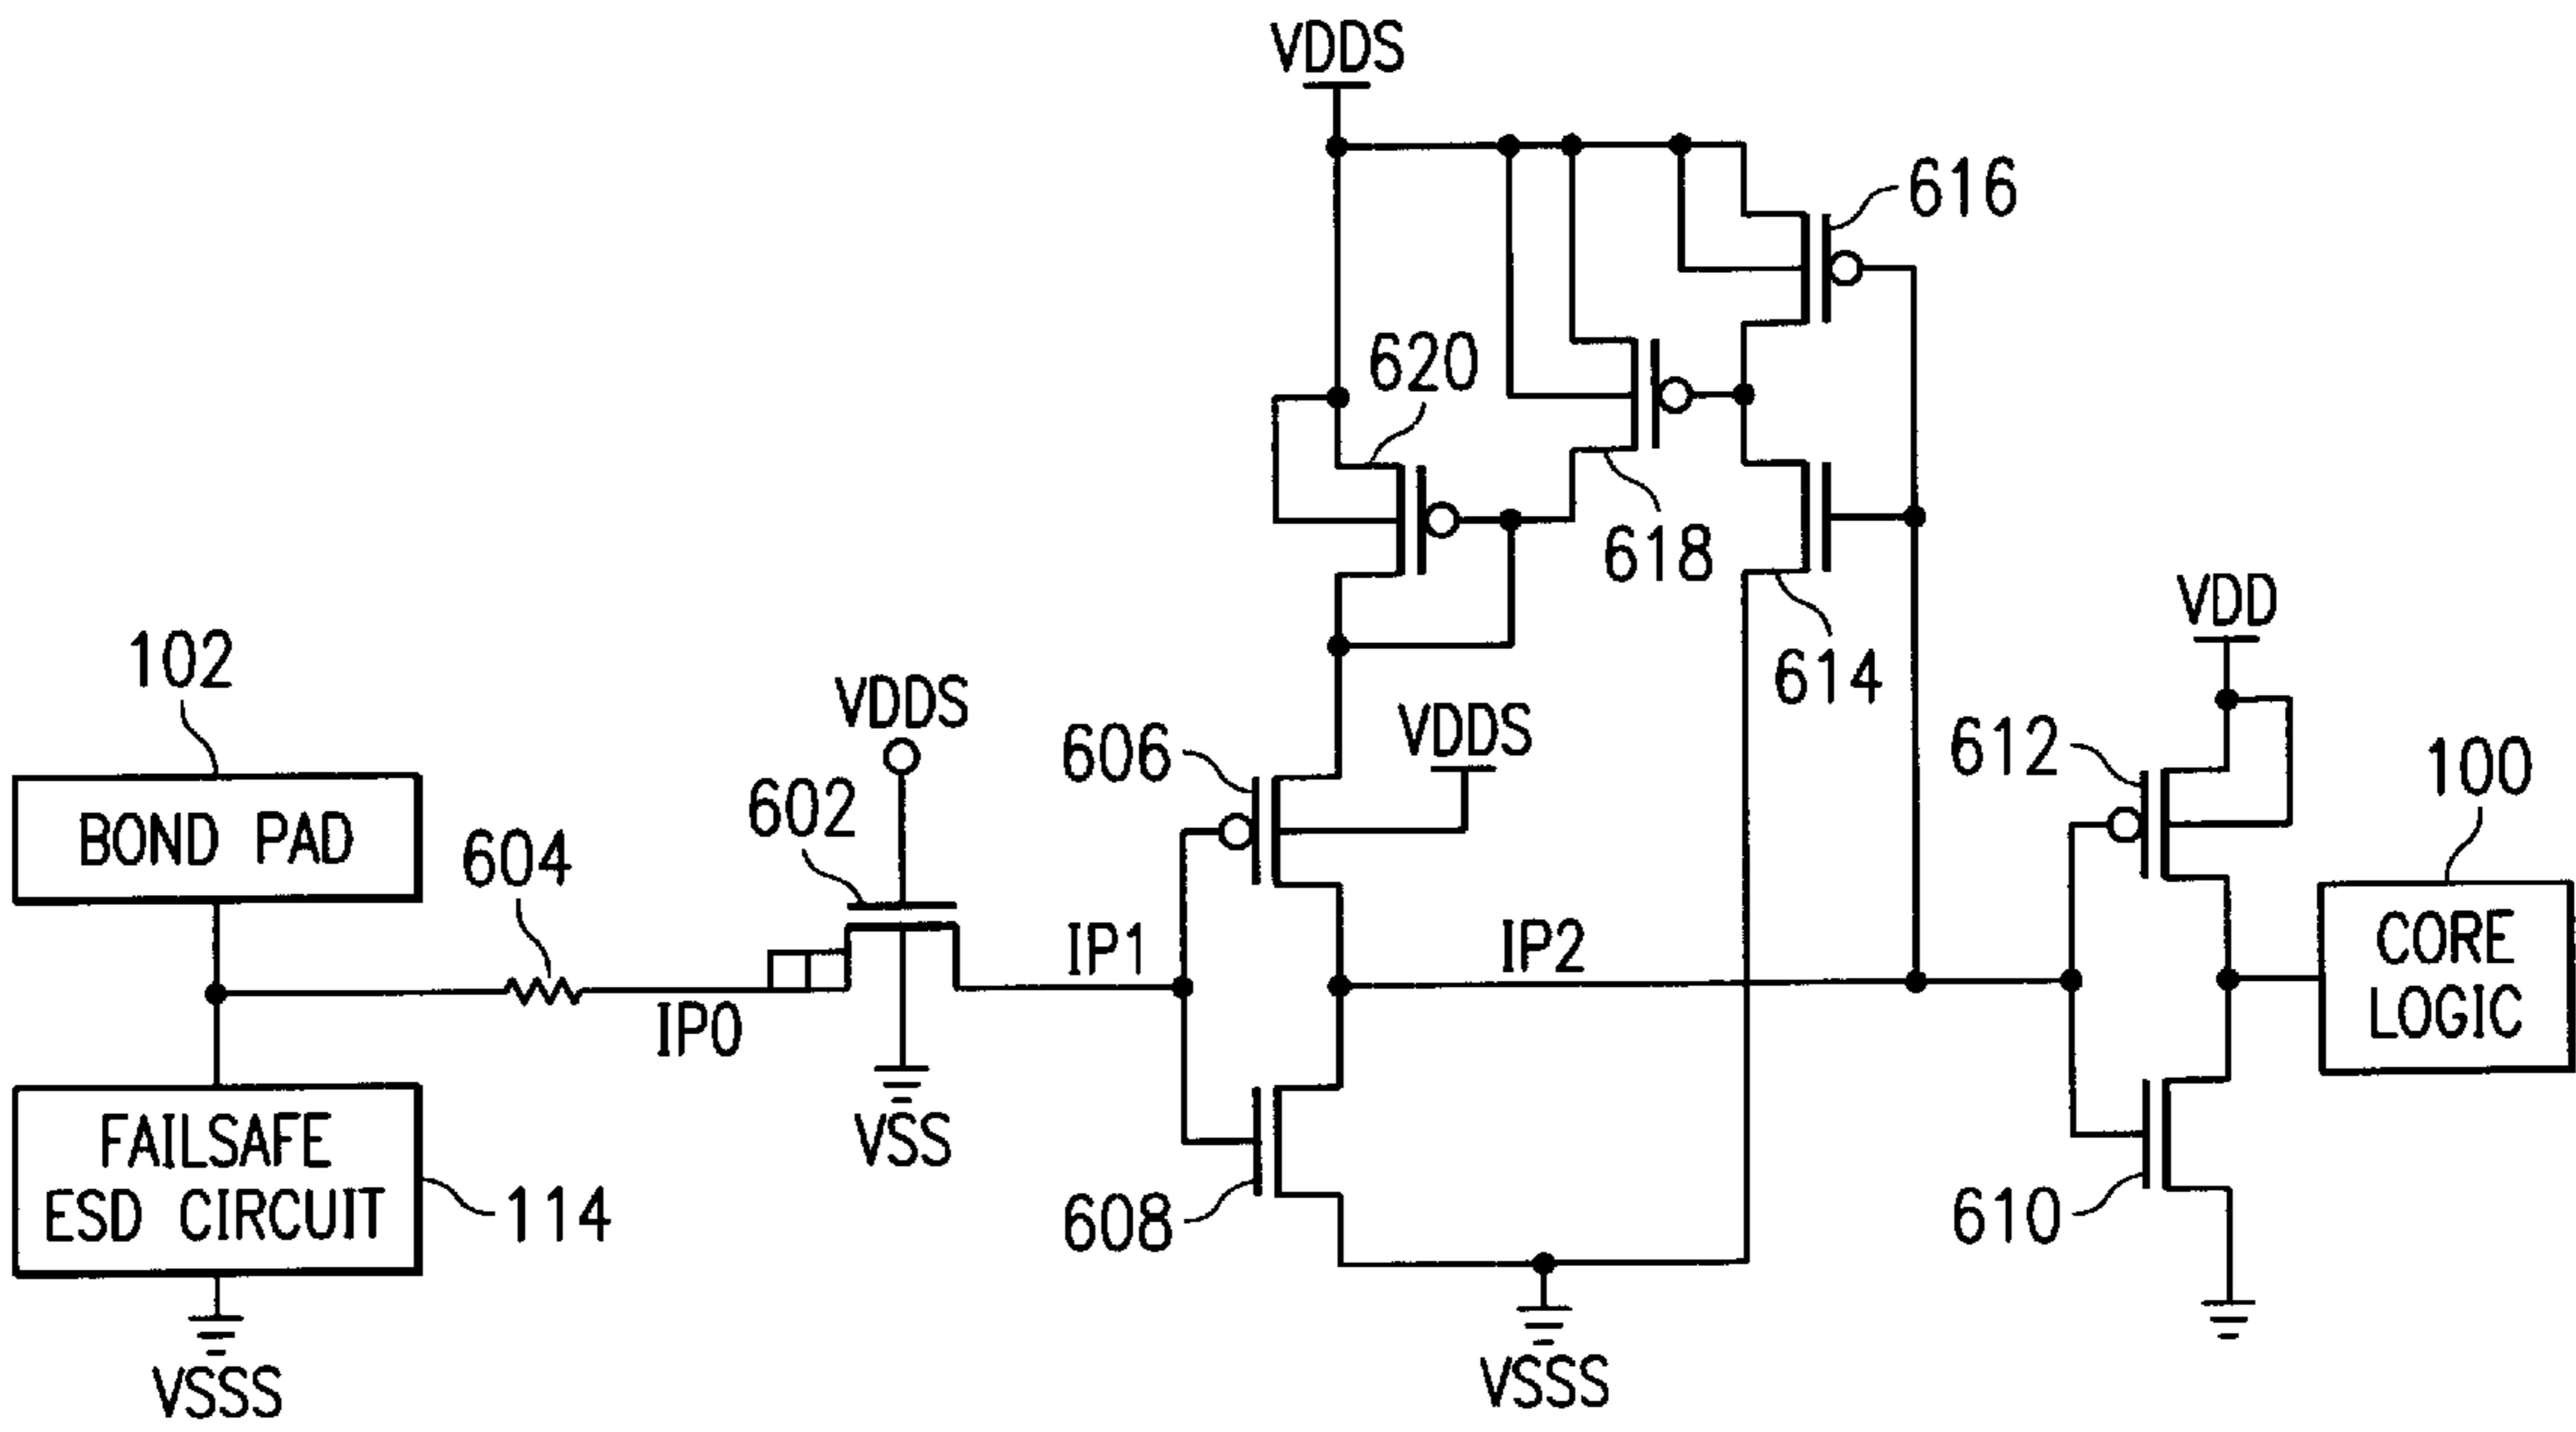 VDDS
616
620
618
614
102
BOND PAD
604
VDDS
602
IP0
VSS
IP1
606
VDDS
IP2
608
VDD
612
100
CORE
LOGIC
610
FAILSAFE
ESD CIRCUIT
114
VSSS
VSSS